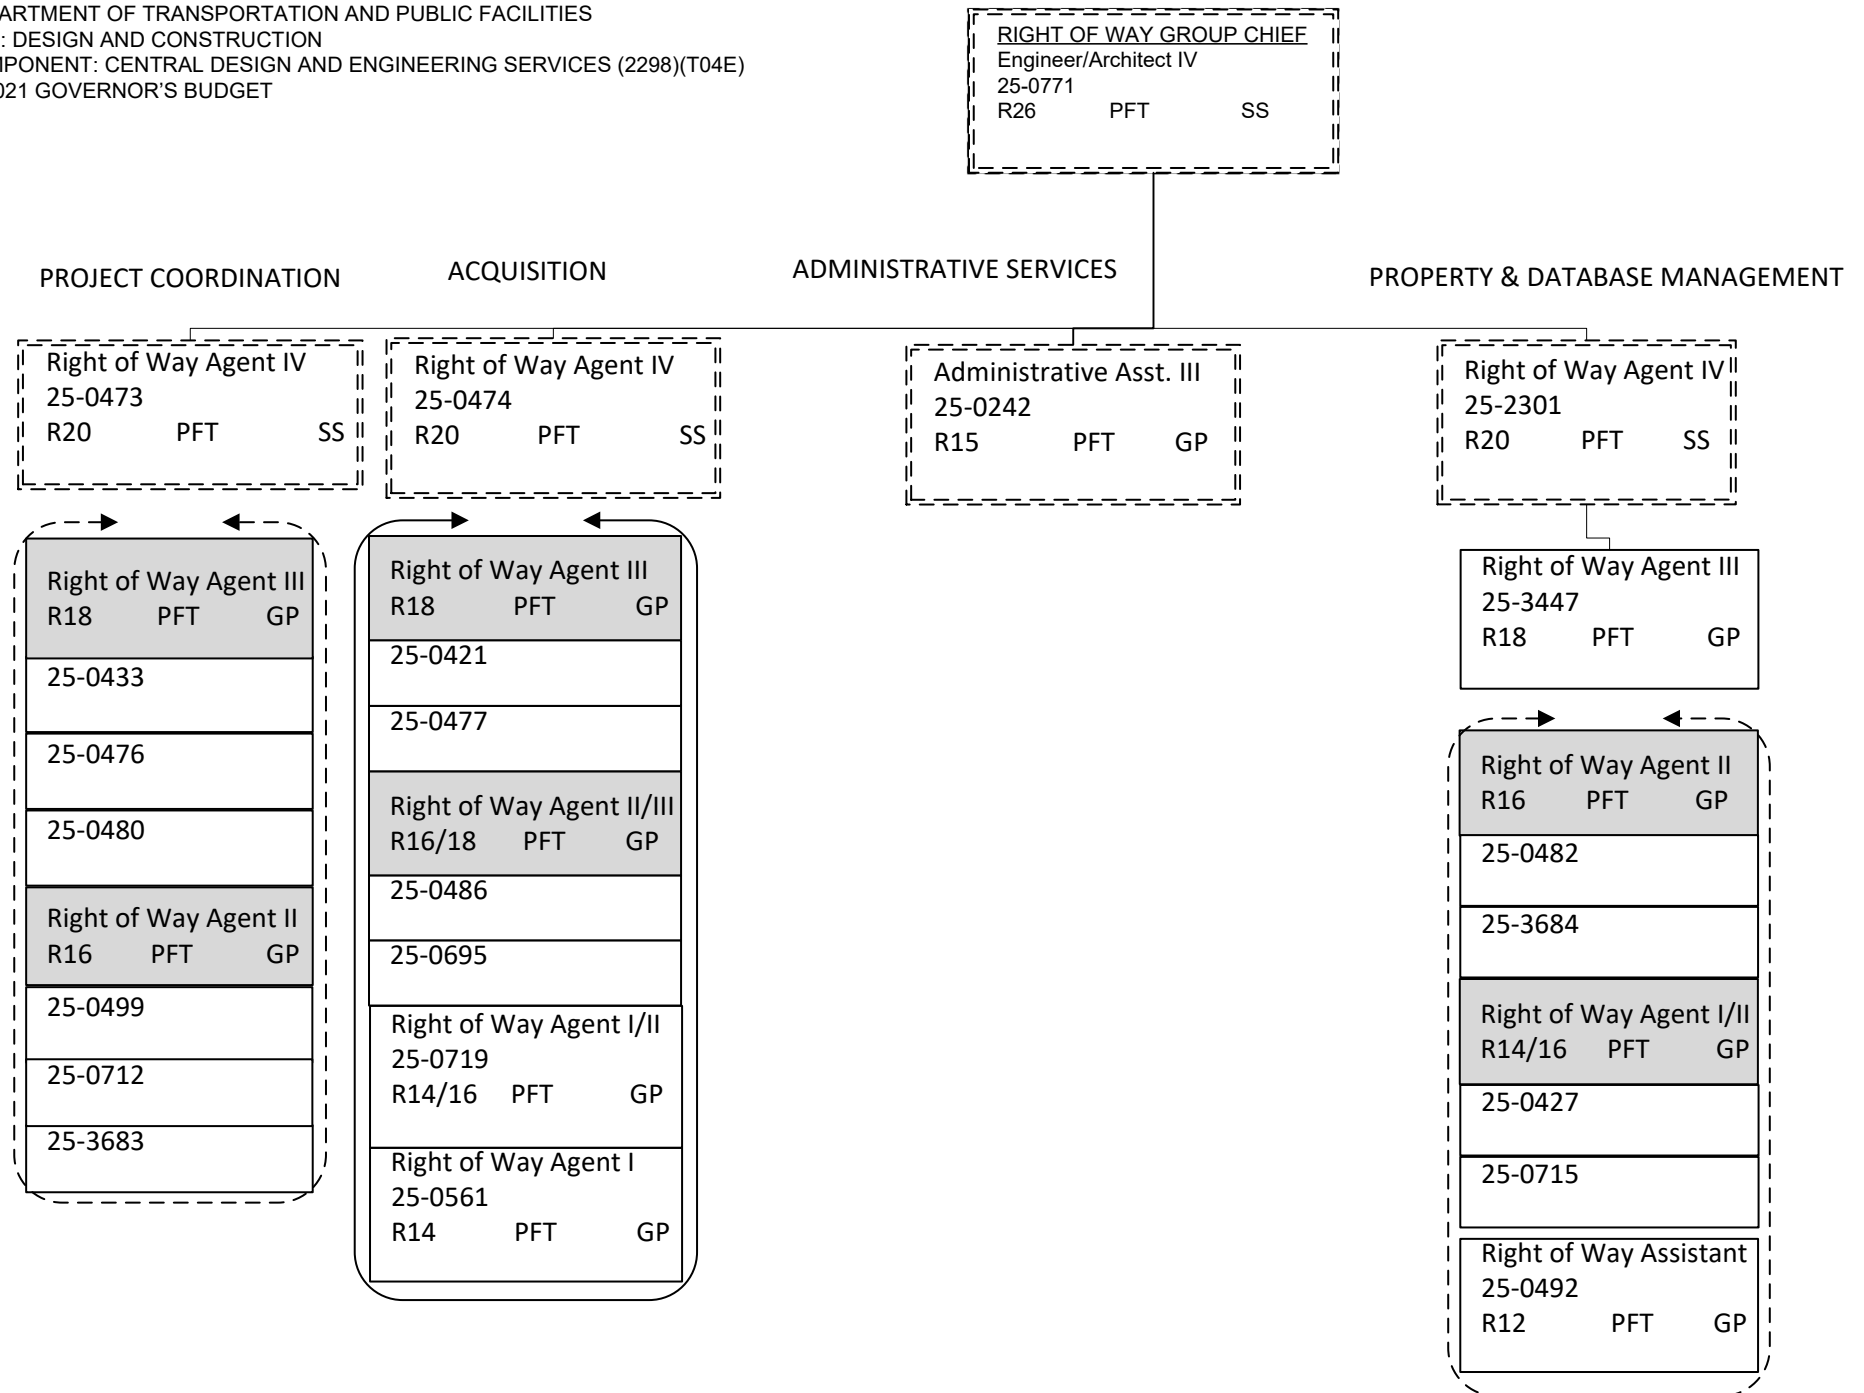 ARTMENT OF TRANSPORTATION AND PUBLIC FACILITIES
: DESIGN AND CONSTRUCTION
MPONENT: CENTRAL DESIGN AND ENGINEERING SERVICES (2298)(T04E)
021 GOVERNOR'S BUDGET
RIGHT OF WAY GROUP CHIEF
Engineer/Architect IV
25-0771
R26 PFT SS
PROJECT COORDINATION
ACQUISITION
ADMINISTRATIVE SERVICES
PROPERTY & DATABASE MANAGEMENT
Right of Way Agent IV
25-0473
R20 PFT SS
Right of Way Agent IV
25-0474
R20 PFT SS
Administrative Asst. III
25-0242
R15 PFT GP
Right of Way Agent IV
25-2301
R20 PFT SS
Right of Way Agent III
R18 PFT GP
25-0433
25-0476
25-0480
Right of Way Agent II
R16 PFT GP
25-0499
25-0712
25-3683
Right of Way Agent III
R18 PFT GP
25-0421
25-0477
Right of Way Agent II/III
R16/18 PFT GP
25-0486
25-0695
Right of Way Agent I/II
25-0719
R14/16 PFT GP
Right of Way Agent I
25-0561
R14 PFT GP
Right of Way Agent III
25-3447
R18 PFT GP
Right of Way Agent II
R16 PFT GP
25-0482
25-3684
Right of Way Agent I/II
R14/16 PFT GP
25-0427
25-0715
Right of Way Assistant
25-0492
R12 PFT GP